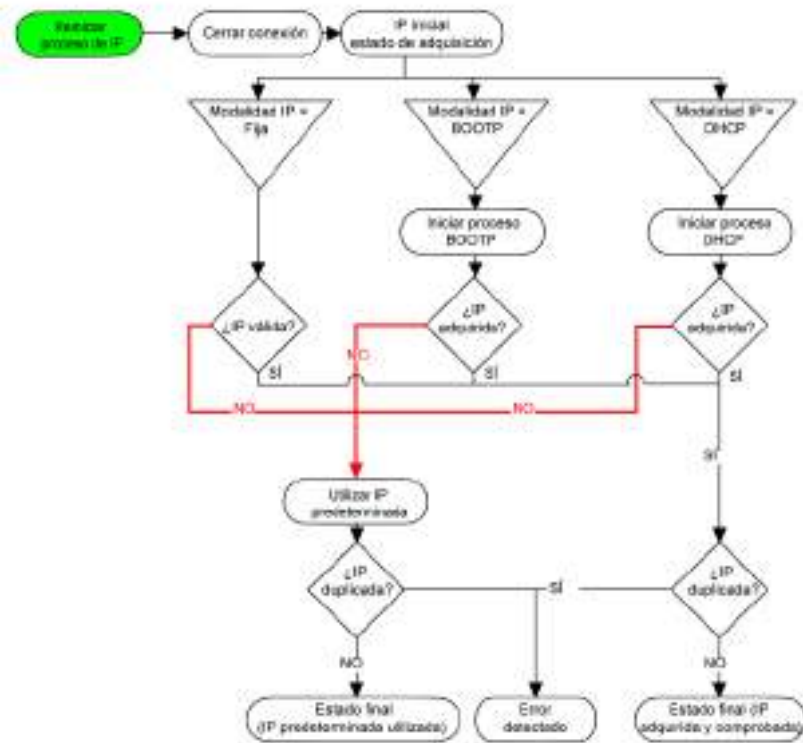 Reiniciar
proceso de IP
Cerrar conexión
IP Inicial
estado de adquisición
Modalidad IP =
Fija
Modalidad IP =
BOOTP
Modalidad IP =
DHCP
Iniciar proceso
BOOTP
Iniciar proceso
DHCP
¿IP válida?
¿IP
adquirida?
¿IP
adquirida?
NO
SÍ
SÍ
SÍ
NO
NO
SÍ
Utilizar IP
predeterminada
¿IP
duplicada?
SÍ
¿IP
duplicada?
NO
NO
Estado final
(IP predeterminada utilizada)
Error
detectado
Estado final (IP
adquirida y comprobada)